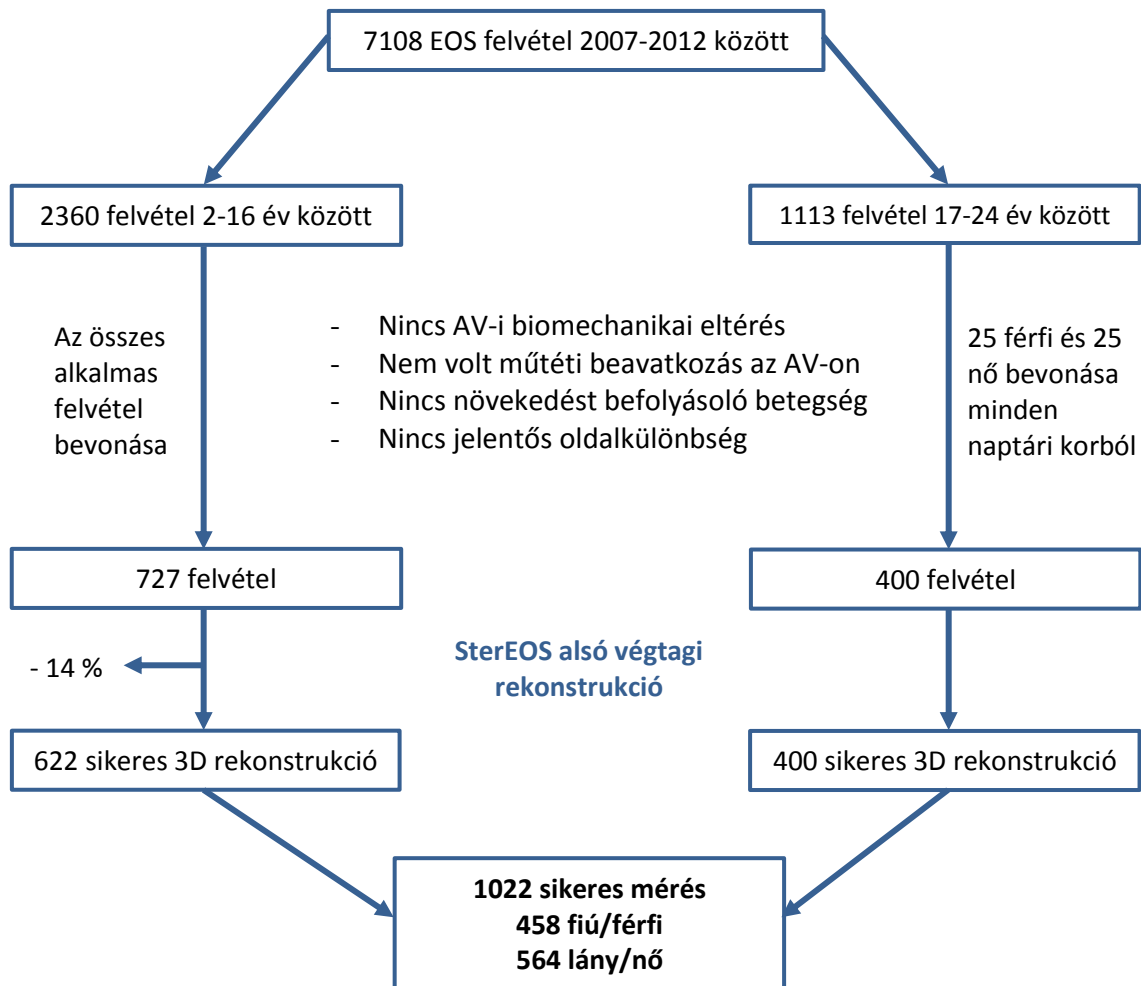 7108 EOS felvétel 2007-2012 között
2360 felvétel 2-16 év között
1113 felvétel 17-24 év között
Az összes
alkalmas
felvétel
bevonása
- Nincs AV-i biomechanikai eltérés
- Nem volt műtéti beavatkozás az AV-on
- Nincs növekedést befolyásoló betegség
- Nincs jelentős oldalkülönbség
25 férfi és 25
nő bevonása
minden
naptári korból
727 felvétel
400 felvétel
- 14 %
SterEOS alsó végtagi
rekonstrukció
622 sikeres 3D rekonstrukció
400 sikeres 3D rekonstrukció
1022 sikeres mérés
458 fiú/férfi
564 lány/nő